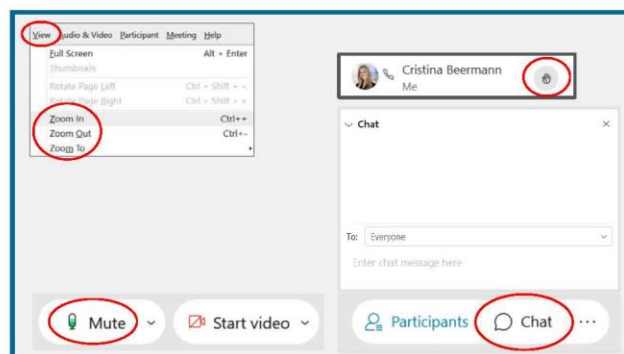 View Audio & Video Participant Meeting Help
Full Screen Alt + Enter
Thumbnails
Rotate Page Left Ctrl + Shift + <
Rotate Page Right Ctrl + Shift + >
Zoom In Ctrl++
Zoom Out Ctrl+-
Zoom To
Cristina Beermann
Me
Chat
To: Everyone
Enter chat message here
Mute
Start video
Participants
Chat